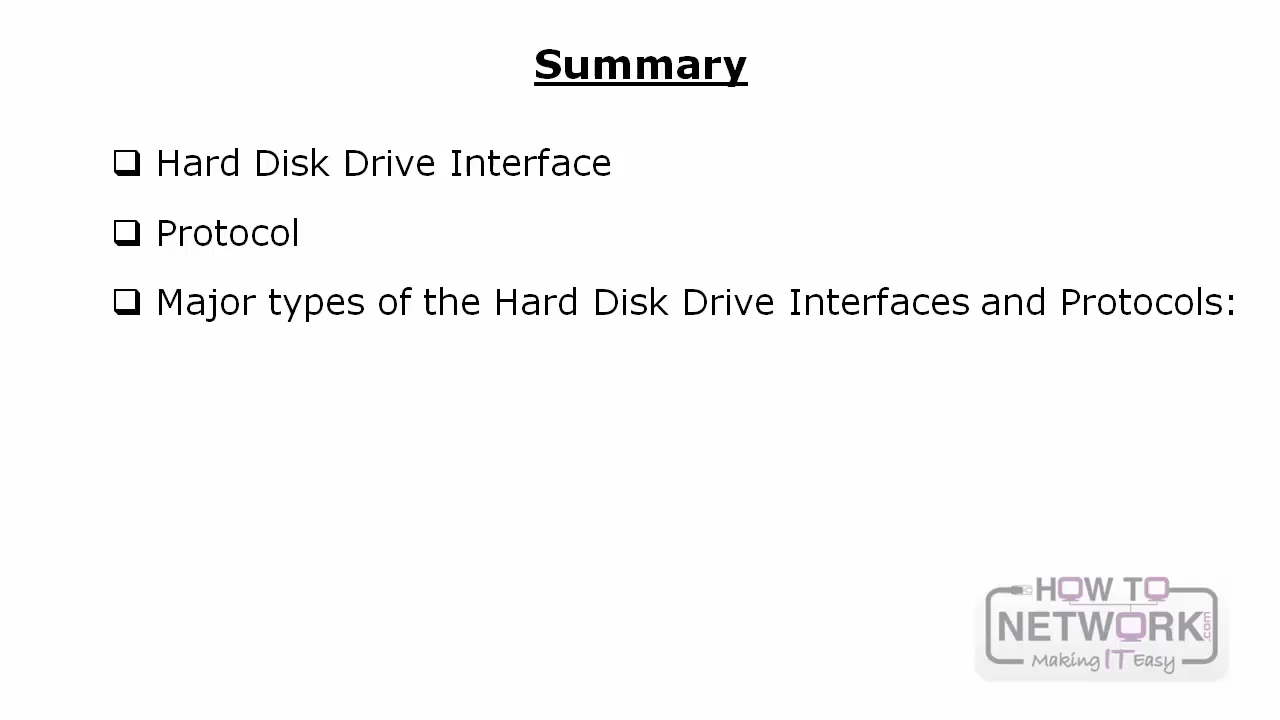 Summary
Hard Disk Drive Interface
Protocol
Major types of the Hard Disk Drive Interfaces and Protocols:
HOW TO
NETWORK.com
Making IT Easy